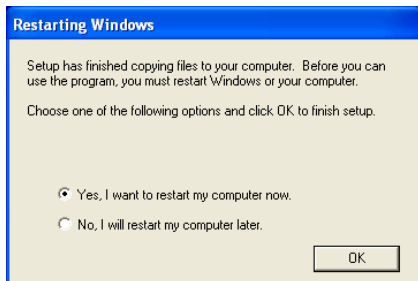 Restarting Windows
Setup has finished copying files to your computer. Before you can
use the program, you must restart Windows or your computer.
Choose one of the following options and click OK to finish setup.
Yes, I want to restart my computer now.
No, I will restart my computer later.
OK